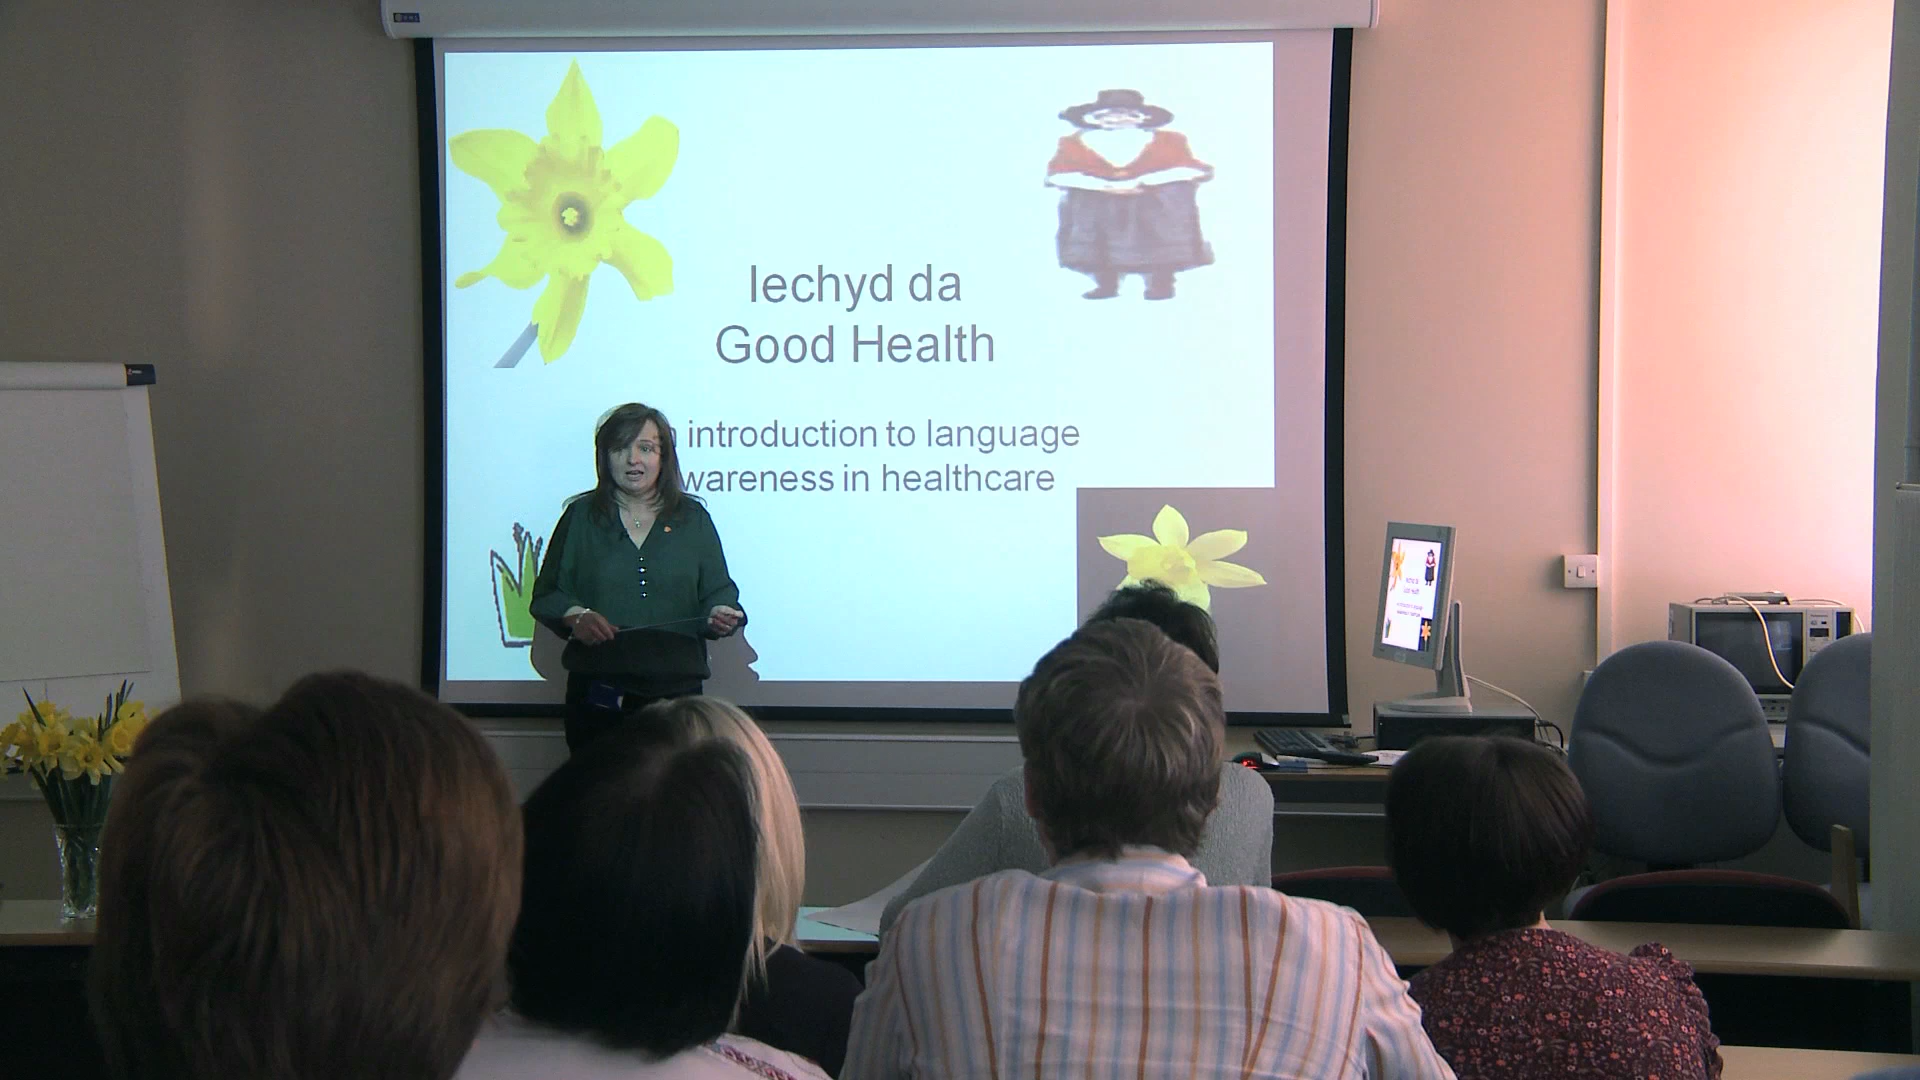 Iechyd da
Good Health
introduction to language
wareness in healthcare